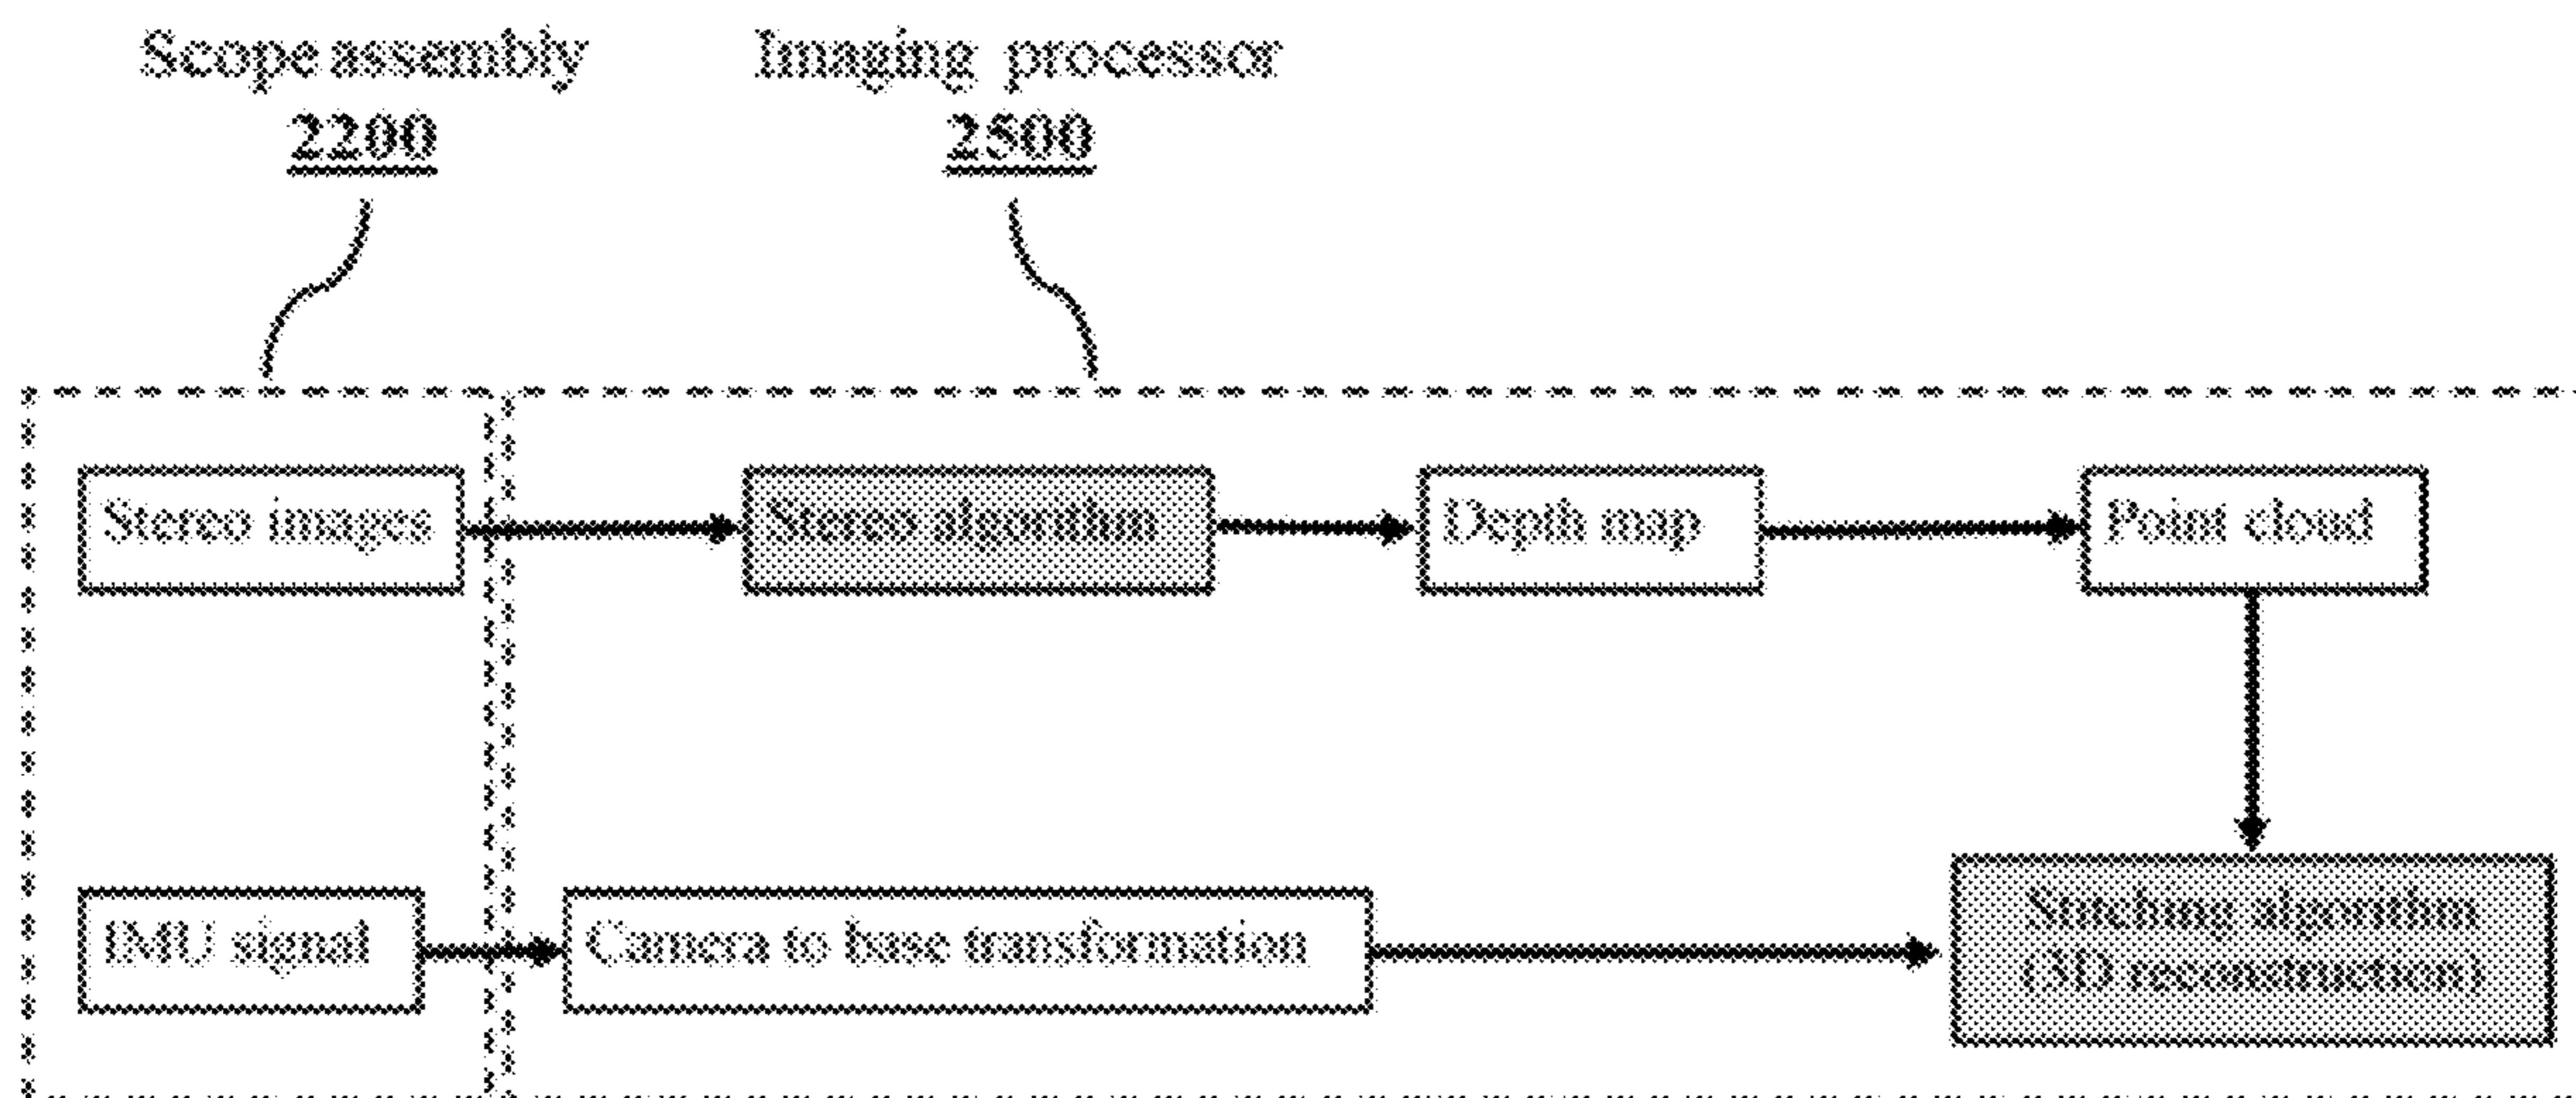 Scope assembly
2200
Imaging processor
2500
Stereo images
Stereo algorithm
Depth map
Point cloud
IMU signal
Camera to base transformation
Stitching algorithm
(3D reconstruction)